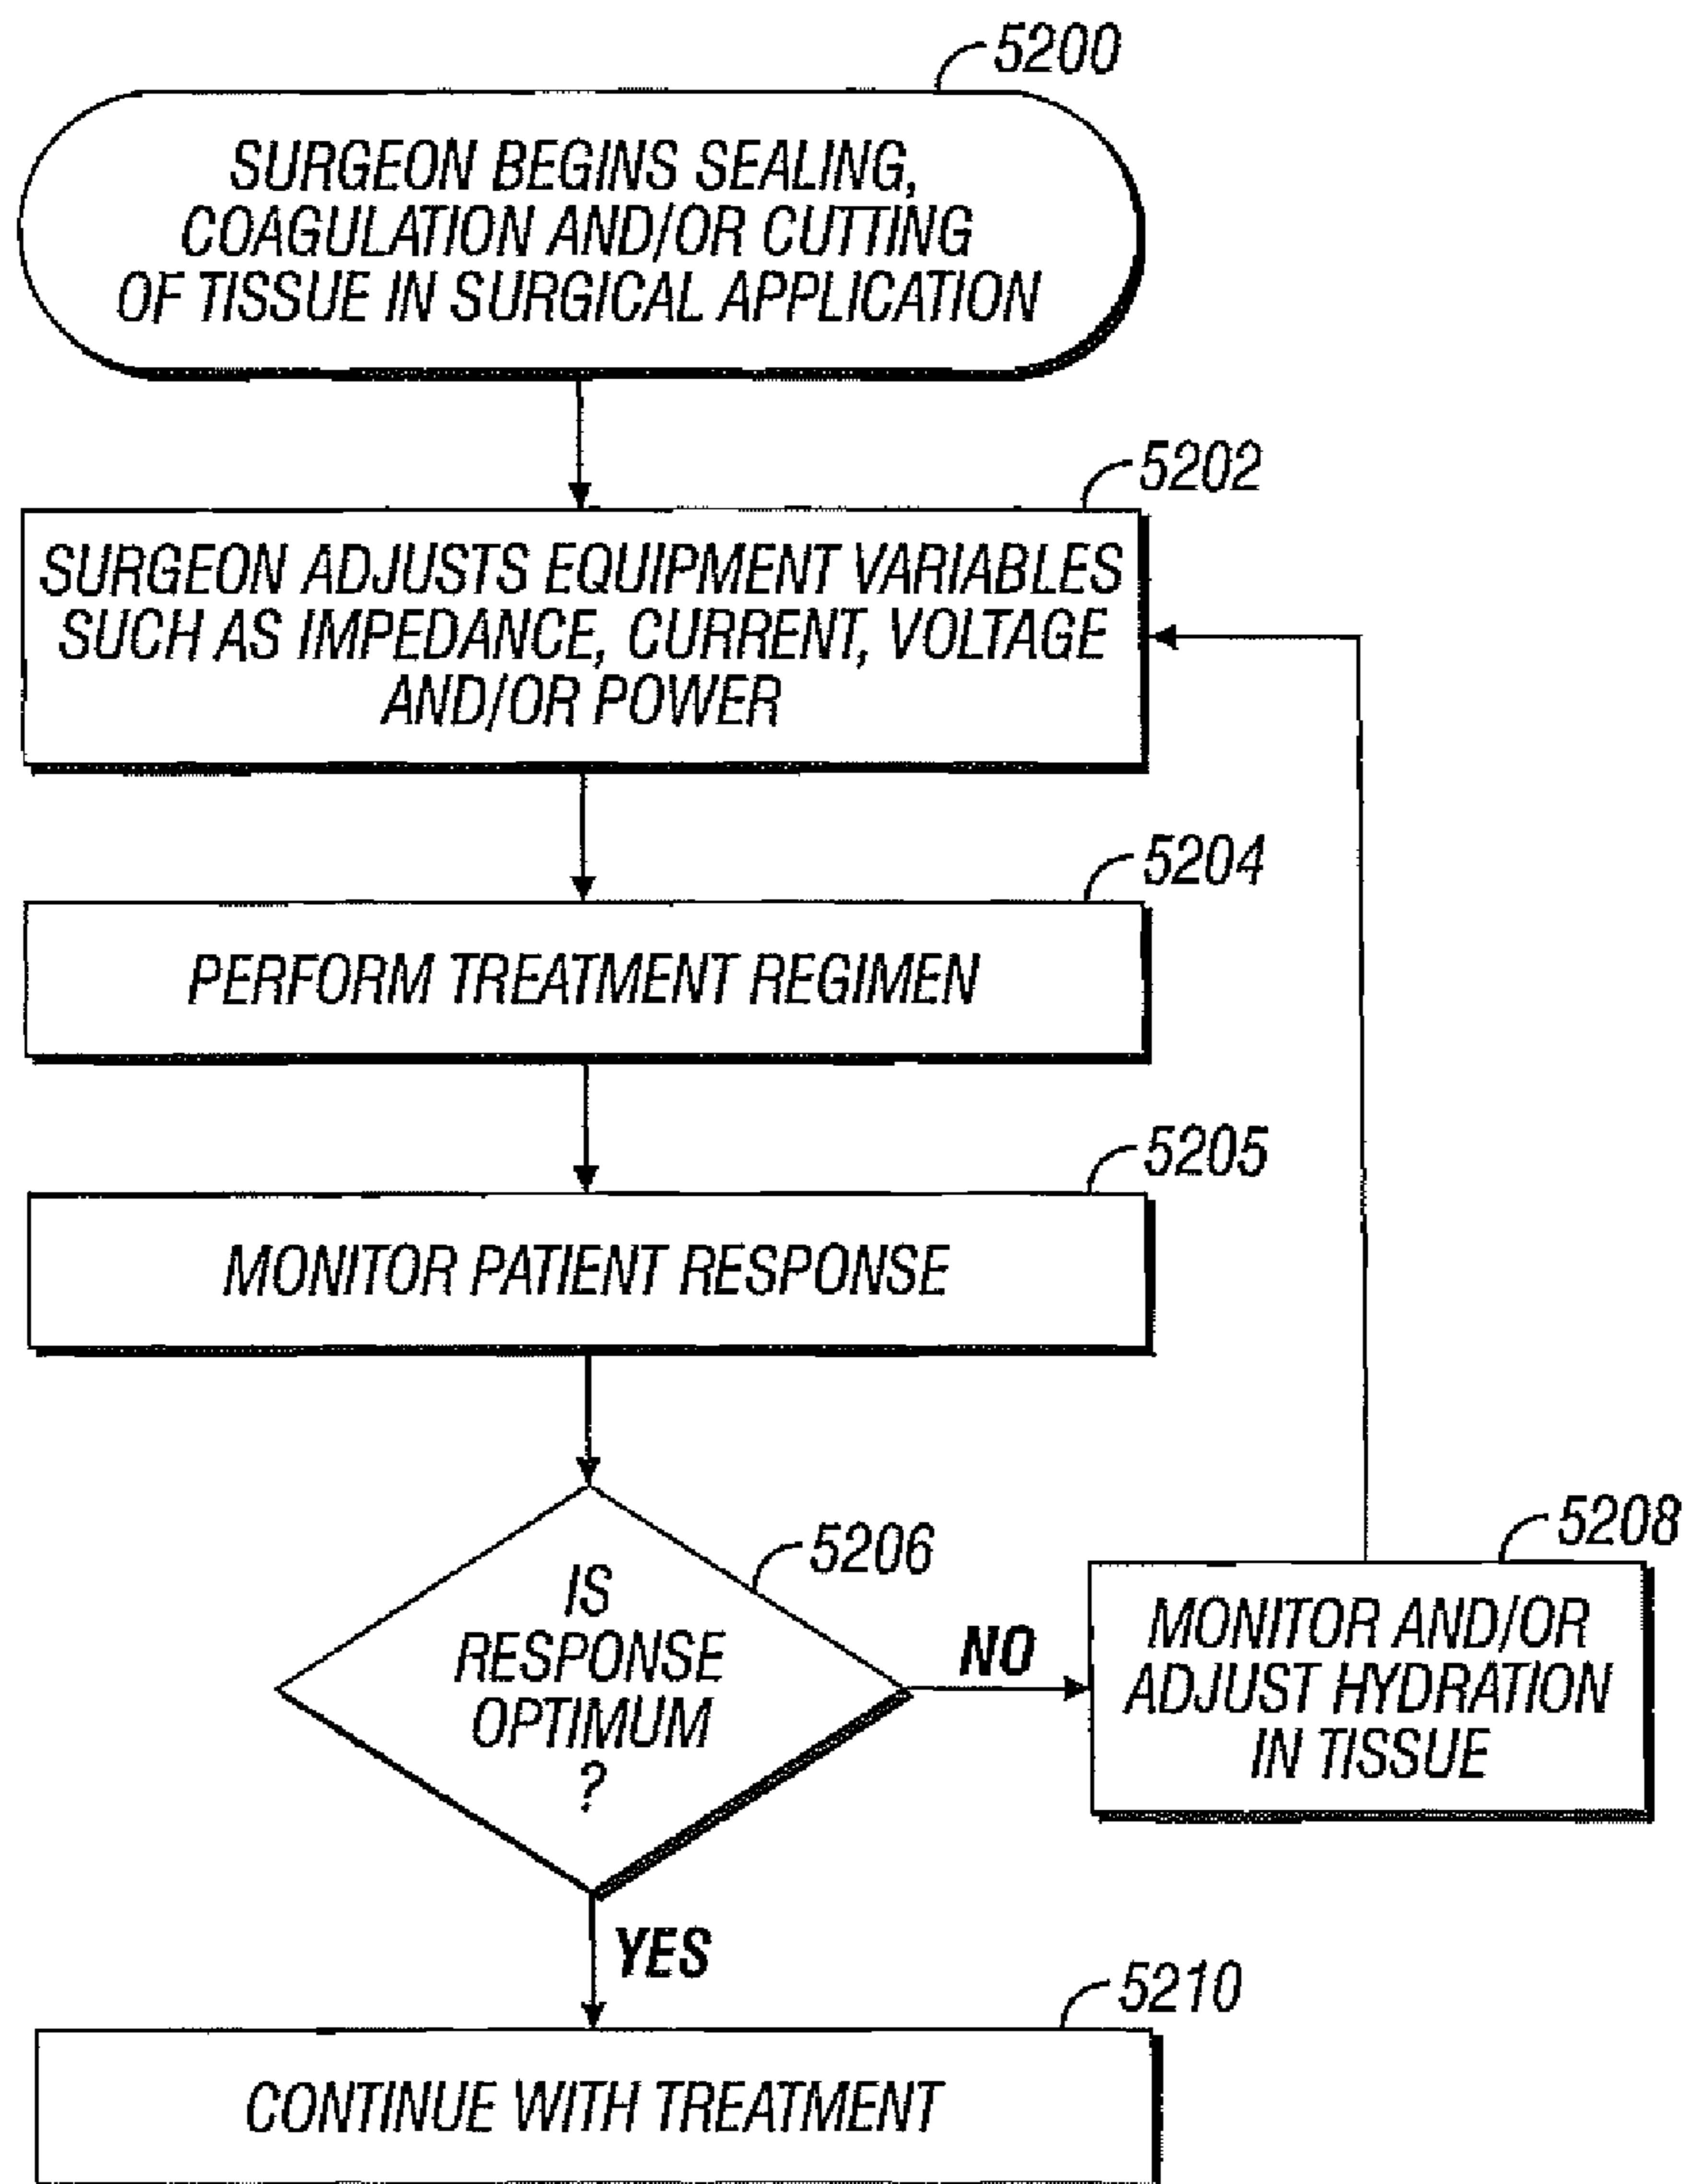 5200
SURGEON BEGINS SEALING,
COAGULATION AND/OR CUTTING
OF TISSUE IN SURGICAL APPLICATION
5202
SURGEON ADJUSTS EQUIPMENT VARIABLES
SUCH AS IMPEDANCE, CURRENT, VOLTAGE
AND/OR POWER
5204
PERFORM TREATMENT REGIMEN
5205
MONITOR PATIENT RESPONSE
5206
IS
RESPONSE
OPTIMUM
?
NO
5208
MONITOR AND/OR
ADJUST HYDRATION
IN TISSUE
YES
5210
CONTINUE WITH TREATMENT